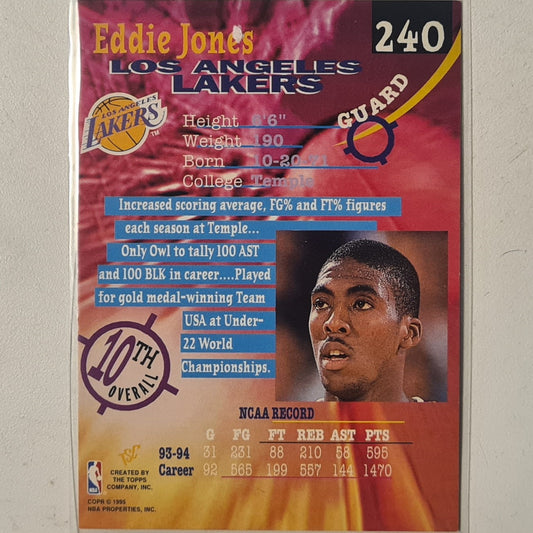 Eddie Jones
240
LOS ANGELES
LAKERS
LOS ANGELES
LAKERS
TM
GUARD
Height 6'6"
Weight 190
Born 10-20-71
College Temple
Increased scoring average, FG% and FT% figures
each season at Temple...
Only Owl to tally 100 AST
and 100 BLK in career....Played
for gold medal-winning Team
USA at Under-
22 World
Championships.
10TH
OVERALL
NCAA RECORD
G FG FT REB AST PTS
93-94 31 231 88 210 58 595
Career 92 565 199 557 144 1470
TSC
CREATED BY
THE TOPPS
COMPANY, INC.
NBA
COPR © 1995
NBA PROPERTIES, INC.